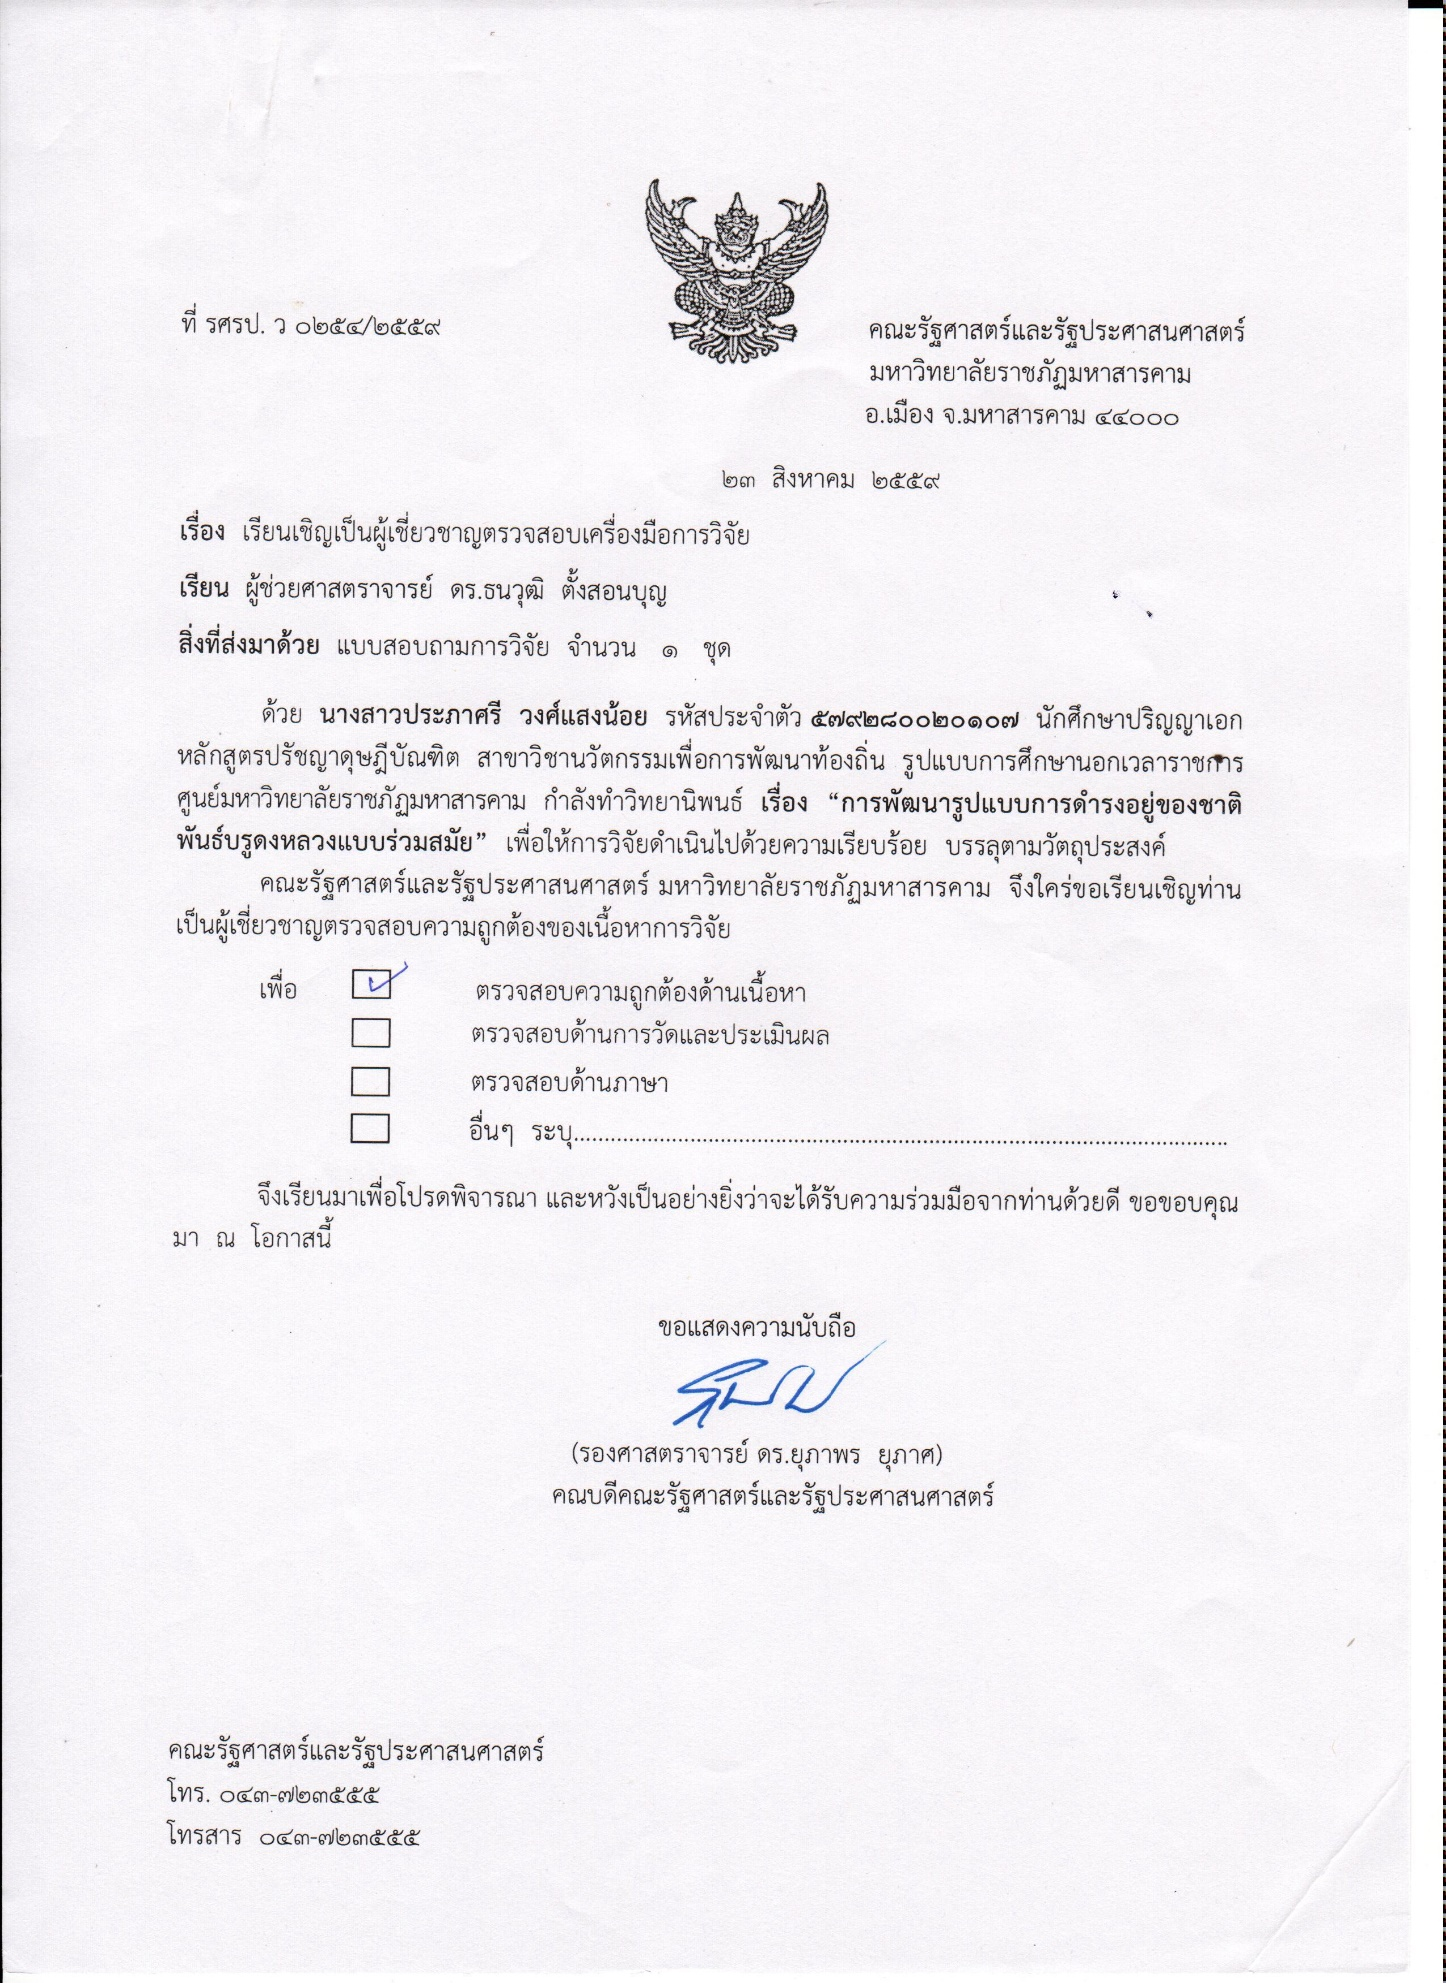 ที่ รศรป. ว ๐๒๕๔/๒๕๕๙
คณะรัฐศาสตร์และรัฐประศาสนศาสตร์
มหาวิทยาลัยราชภัฏมหาสารคาม
อ.เมือง จ.มหาสารคาม ๔๔๐๐๐
๒๓ สิงหาคม ๒๕๕๙
เรื่อง เรียนเชิญเป็นผู้เชี่ยวชาญตรวจสอบเครื่องมือการวิจัย
เรียน ผู้ช่วยศาสตราจารย์ ดร.ธนวุฒิ ตั้งสอนบุญ
สิ่งที่ส่งมาด้วย แบบสอบถามการวิจัย จำนวน ๑ ชุด
ด้วย นางสาวประภาศรี วงศ์แสงน้อย รหัสประจำตัว ๕๗๙๒๘๐๐๒๐๑๐๗ นักศึกษาปริญญาเอก
หลักสูตรปรัชญาดุษฎีบัณฑิต สาขาวิชานวัตกรรมเพื่อการพัฒนาท้องถิ่น รูปแบบการศึกษานอกเวลาราชการ
ศูนย์มหาวิทยาลัยราชภัฏมหาสารคาม กำลังทำวิทยานิพนธ์ เรื่อง “การพัฒนารูปแบบการดำรงอยู่ของชาติ
พันธ์บรูดงหลวงแบบร่วมสมัย” เพื่อให้การวิจัยดำเนินไปด้วยความเรียบร้อย บรรลุตามวัตถุประสงค์
คณะรัฐศาสตร์และรัฐประศาสนศาสตร์ มหาวิทยาลัยราชภัฏมหาสารคาม จึงใคร่ขอเรียนเชิญท่าน
เป็นผู้เชี่ยวชาญตรวจสอบความถูกต้องของเนื้อหาการวิจัย
เพื่อ ตรวจสอบความถูกต้องด้านเนื้อหา
ตรวจสอบด้านการวัดและประเมินผล
ตรวจสอบด้านภาษา
อื่นๆ ระบุ..........................................................................................................
จึงเรียนมาเพื่อโปรดพิจารณา และหวังเป็นอย่างยิ่งว่าจะได้รับความร่วมมือจากท่านด้วยดี ขอขอบคุณ
มา ณ โอกาสนี้
ขอแสดงความนับถือ
(รองศาสตราจารย์ ดร.ยุภาพร ยุภาศ)
คณบดีคณะรัฐศาสตร์และรัฐประศาสนศาสตร์
คณะรัฐศาสตร์และรัฐประศาสนศาสตร์
โทร. ๐๔๓-๗๒๓๕๕๕
โทรสาร ๐๔๓-๗๒๓๕๕๕